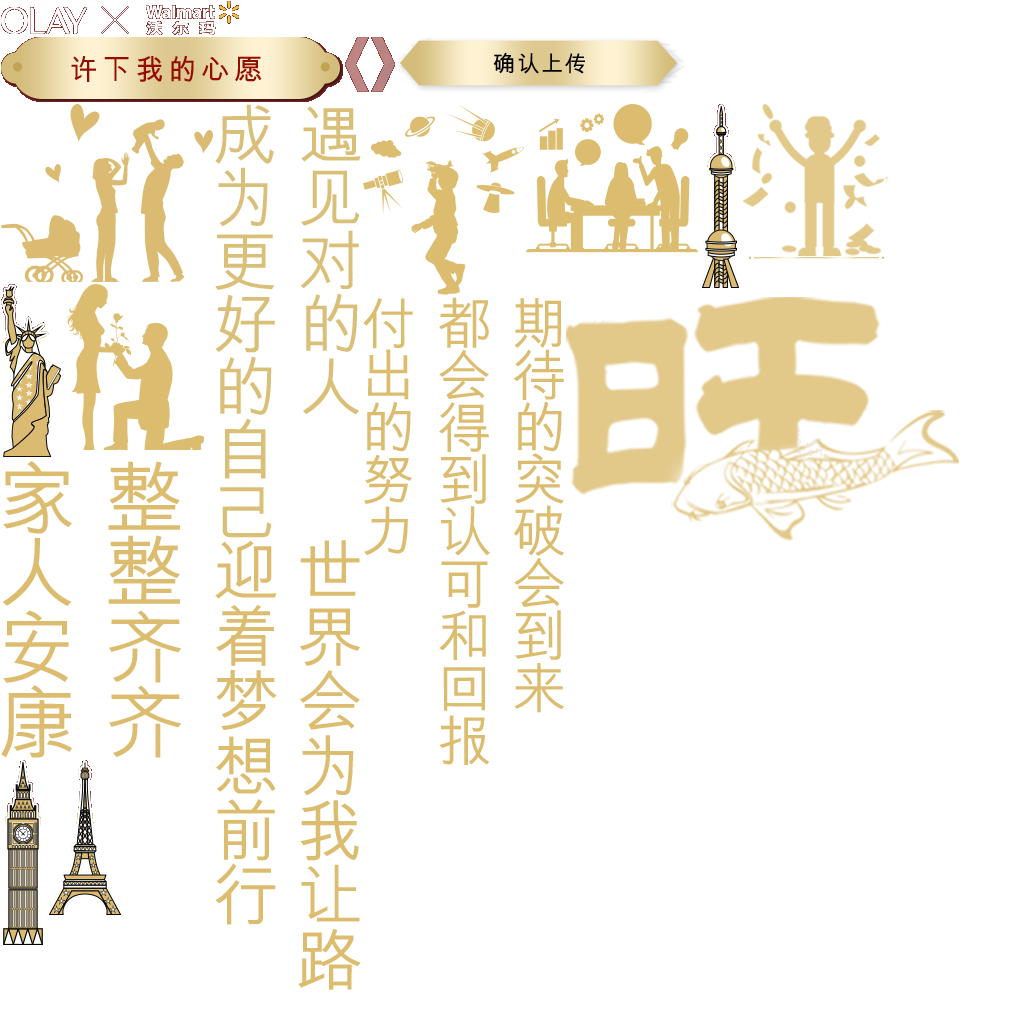 OLAY
Walmart
沃尔玛
许下我的心愿
确认上传
成为更好的自己迎着梦想前行
遇见对的人
世界会为我让路
付出的努力
都会得到认可和回报
期待的突破会到来
旺
家人安康
整整齐齐